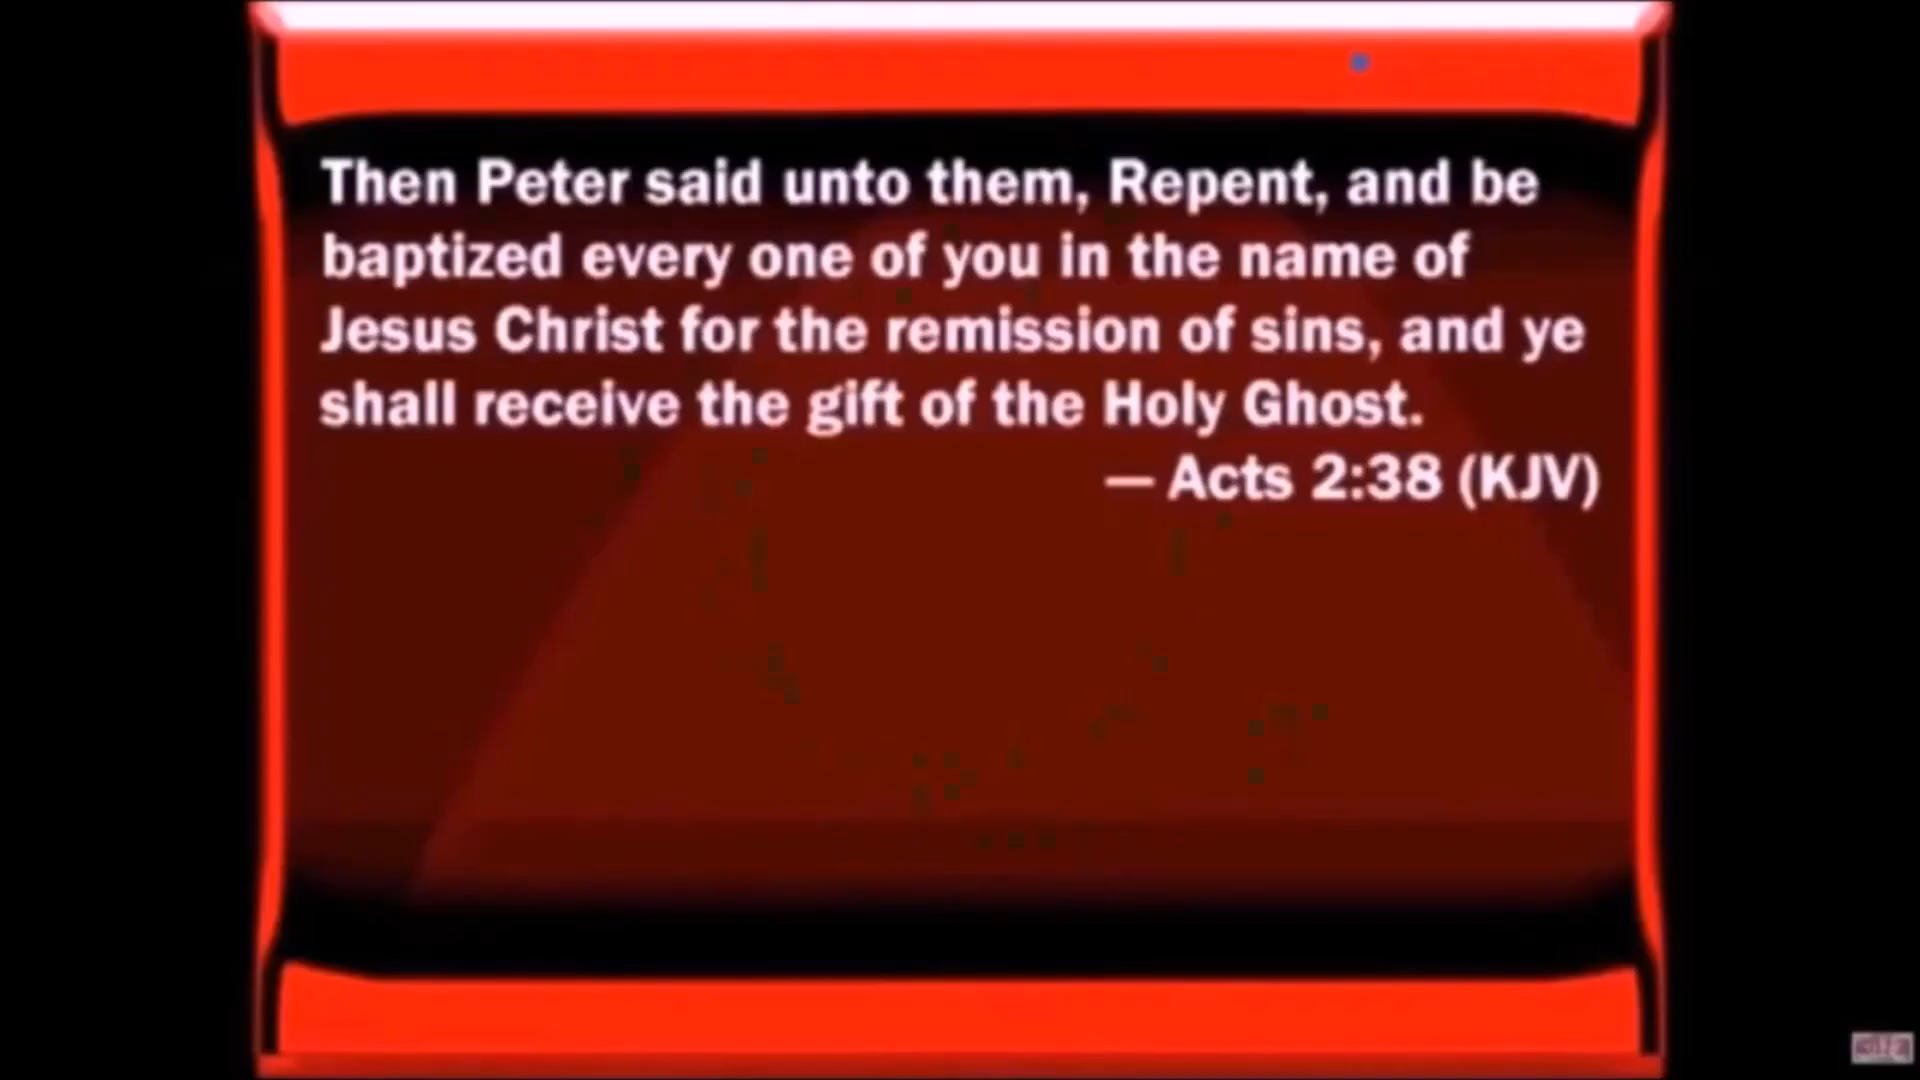 Then Peter said unto them, Repent, and be
baptized every one of you in the name of
Jesus Christ for the remission of sins, and ye
shall receive the gift of the Holy Ghost.
— Acts 2:38 (KJV)